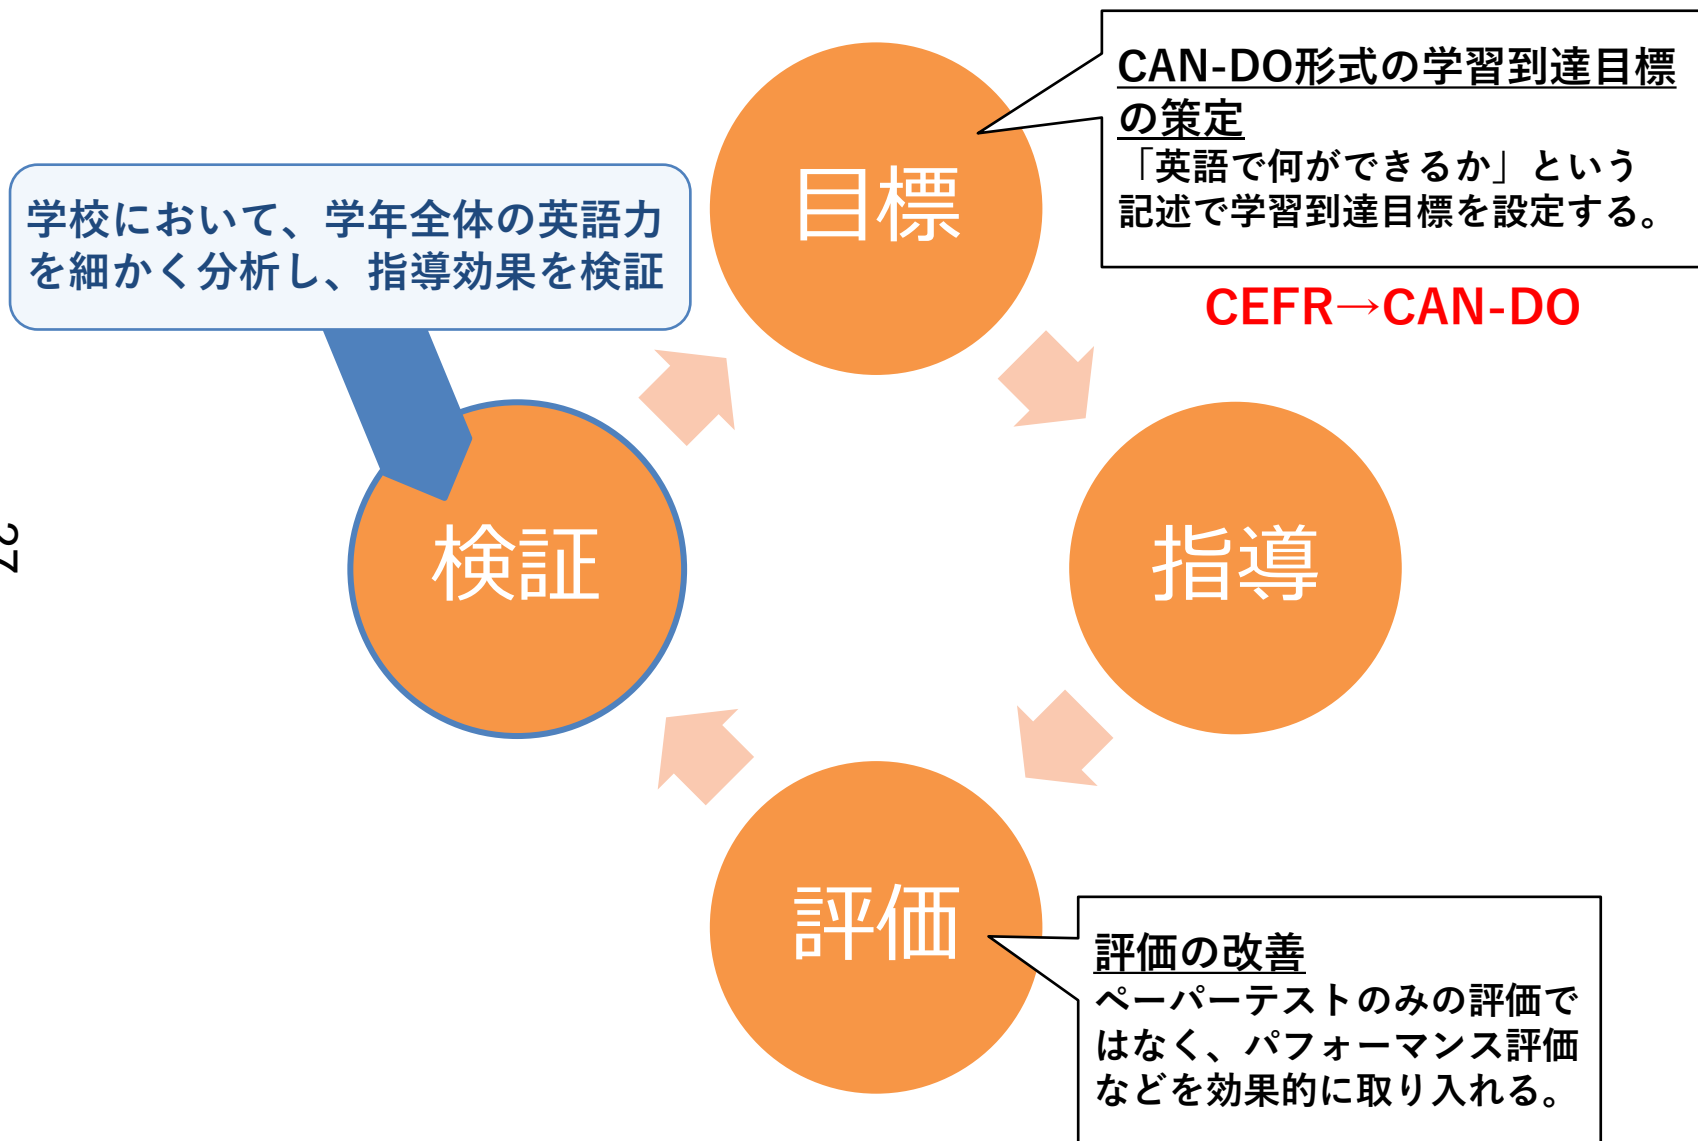 CAN-DO形式の学習到達目標
の策定
「英語で何ができるか」という
記述で学習到達目標を設定する。
CEFR→CAN-DO
目標
学校において、学年全体の英語力
を細かく分析し、指導効果を検証
検証
指導
評価
評価の改善
ペーパーテストのみの評価で
はなく、パフォーマンス評価
などを効果的に取り入れる。
27